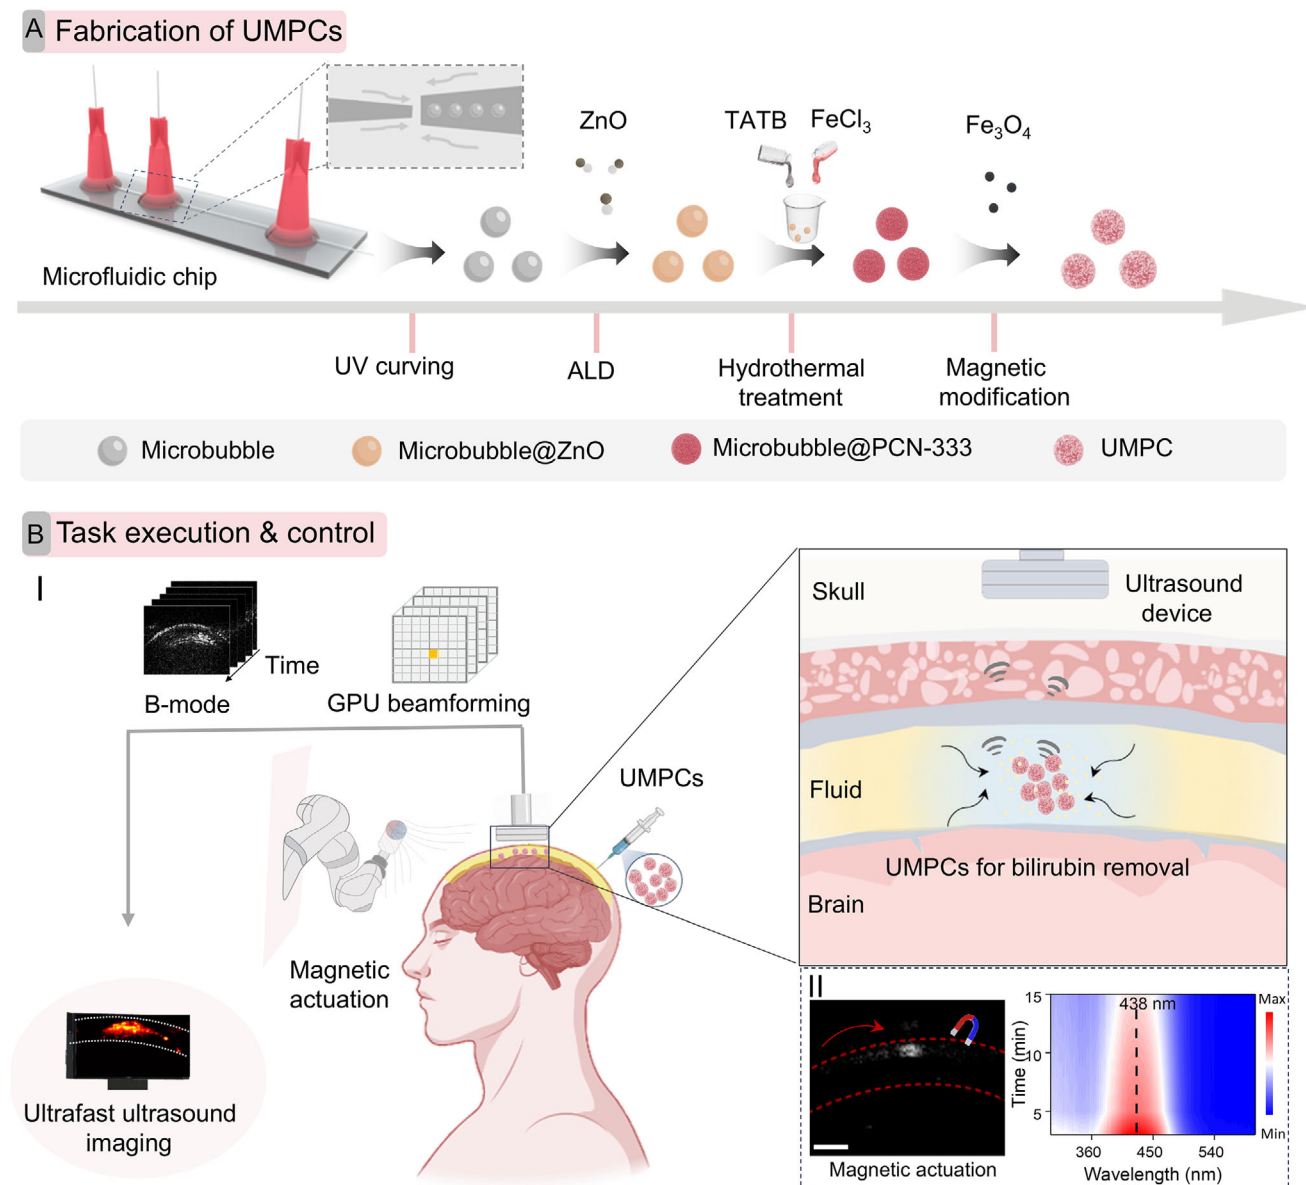 A Fabrication of UMPCs
ZnO
TATB
FeCl₃
Fe₃O₄
Microfluidic chip
UV curving
ALD
Hydrothermal
treatment
Magnetic
modification
Microbubble
Microbubble@ZnO
Microbubble@PCN-333
UMPC
B Task execution & control
I
Time
B-mode
GPU beamforming
UMPCs
Magnetic
actuation
Ultrafast ultrasound
imaging
Skull
Ultrasound
device
Fluid
UMPCs for bilirubin removal
Brain
II
Magnetic actuation
438 nm
15
10
5
Time (min)
360
450
540
Wavelength (nm)
Max
Min